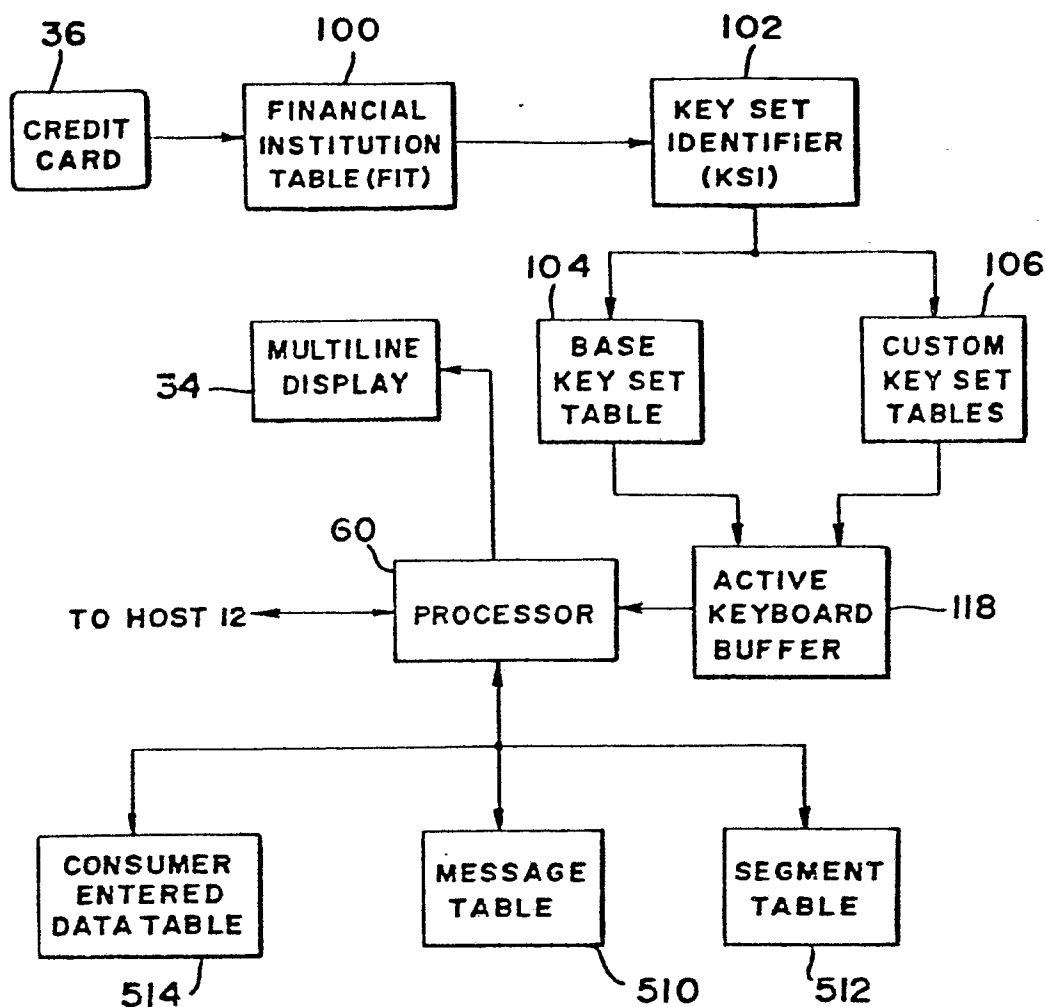 36
100
102
CREDIT
CARD
FINANCIAL
INSTITUTION
TABLE (FIT)
KEY SET
IDENTIFIER
(KSI)
104
106
MULTILINE
DISPLAY
34
BASE
KEY SET
TABLE
CUSTOM
KEY SET
TABLES
60
TO HOST 12
PROCESSOR
ACTIVE
KEYBOARD
BUFFER
118
CONSUMER
ENTERED
DATA TABLE
MESSAGE
TABLE
SEGMENT
TABLE
514
510
512